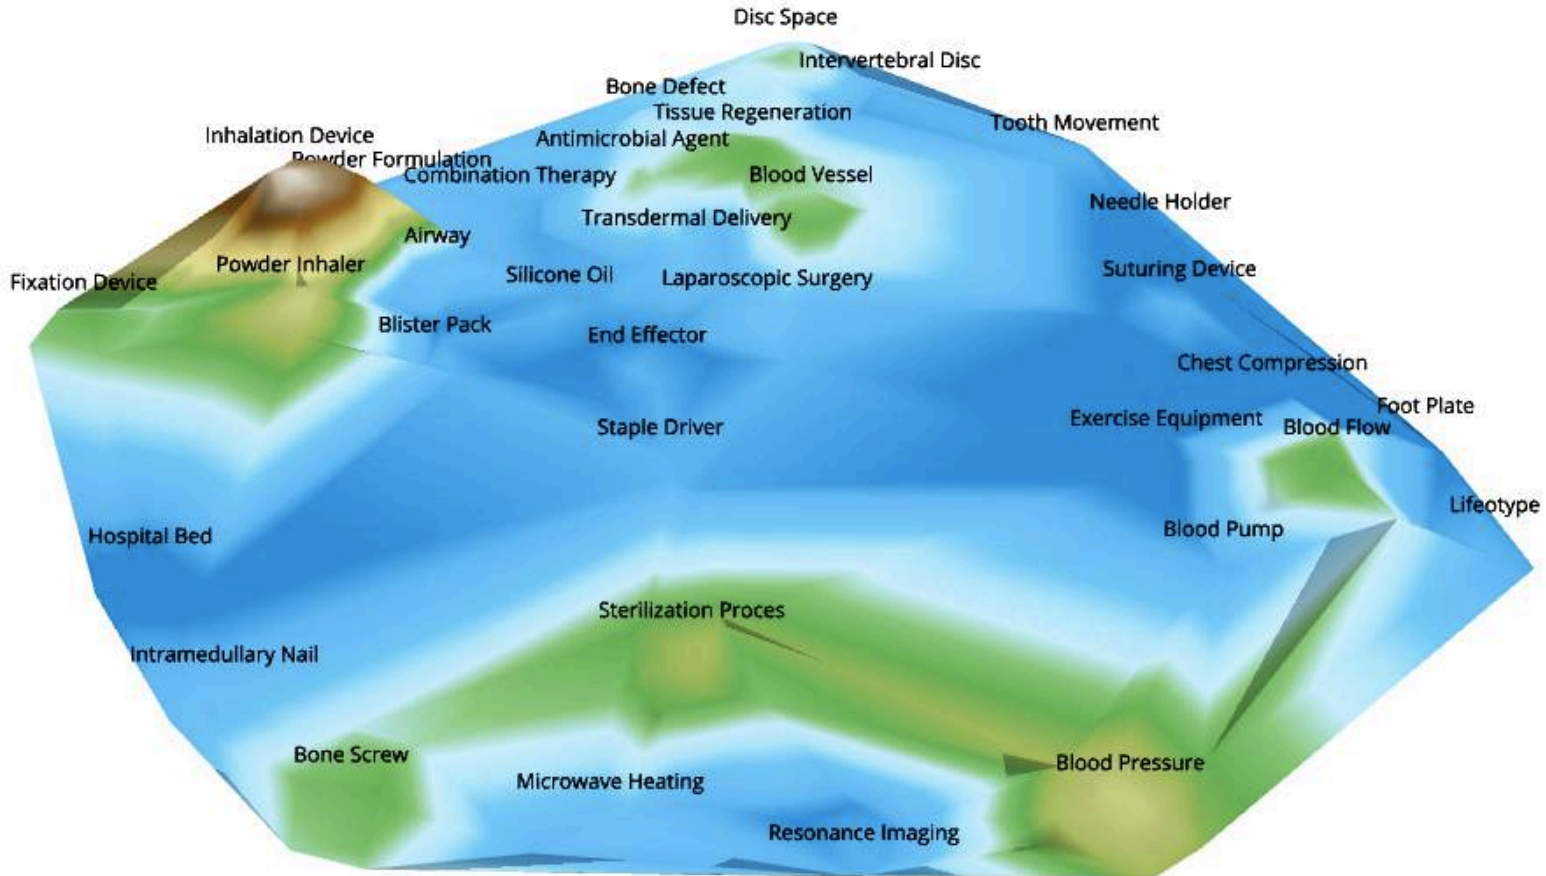 Disc Space
Intervertebral Disc
Bone Defect
Tissue Regeneration
Tooth Movement
Inhalation Device
Antimicrobial Agent
Powder Formulation
Combination Therapy
Blood Vessel
Needle Holder
Transdermal Delivery
Airway
Powder Inhaler
Suturing Device
Silicone Oil
Laparoscopic Surgery
Fixation Device
Blister Pack
End Effector
Chest Compression
Foot Plate
Exercise Equipment
Blood Flow
Staple Driver
Lifeotype
Blood Pump
Hospital Bed
Sterilization Proces
Intramedullary Nail
Bone Screw
Blood Pressure
Microwave Heating
Resonance Imaging